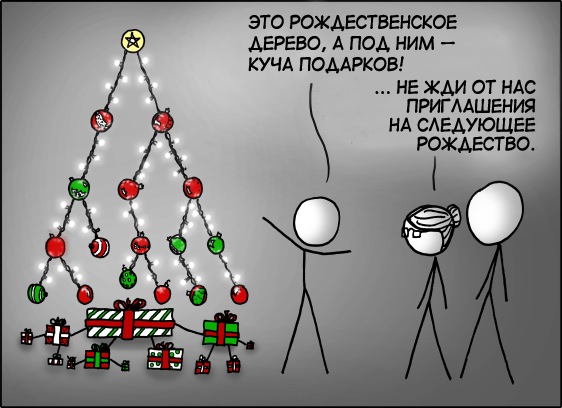 ЭТО РОЖДЕСТВЕНСКОЕ
ДЕРЕВО, А ПОД НИМ –
КУЧА ПОДАРКОВ!
... НЕ ЖДИ ОТ НАС
ПРИГЛАШЕНИЯ
НА СЛЕДУЮЩЕЕ
РОЖДЕСТВО.